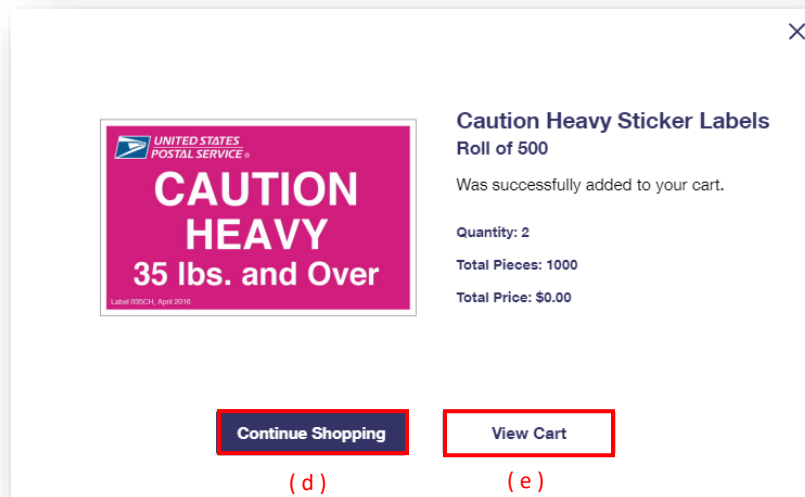 UNITED STATES
POSTAL SERVICE ®
CAUTION
HEAVY
35 lbs. and Over
Label 035CH, April 2016
Caution Heavy Sticker Labels
Roll of 500
Was successfully added to your cart.
Quantity: 2
Total Pieces: 1000
Total Price: $0.00
Continue Shopping
View Cart
( d )
( e )